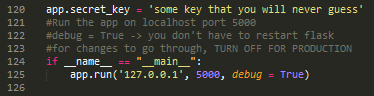 120 app.secret_key = 'some key that you will never guess'
121 #Run the app on localhost port 5000
122 #debug = True -> you don't have to restart flask
123 #for changes to go through, TURN OFF FOR PRODUCTION
124 if __name__ == "__main__":
125     app.run('127.0.0.1', 5000, debug = True)
126